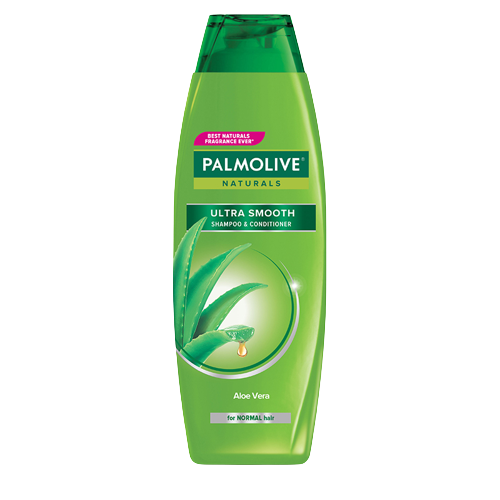 BEST NATURALS
FRAGRANCE EVER*
PALMOLIVE®
NATURALS
ULTRA SMOOTH
SHAMPOO & CONDITIONER
Aloe Vera
for NORMAL hair